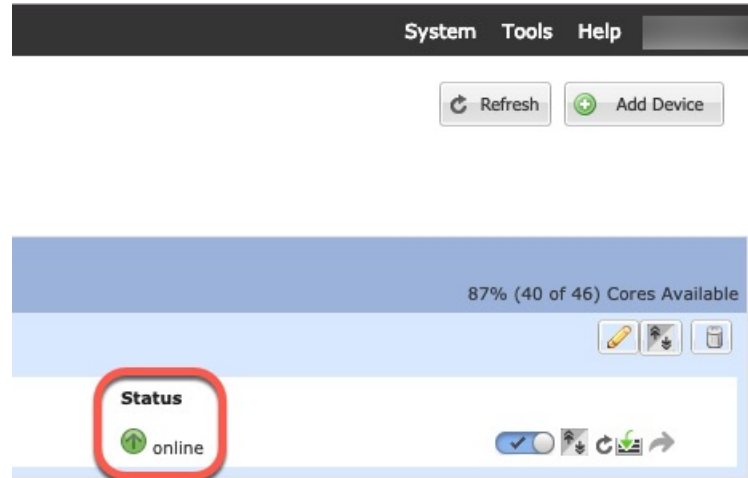 System Tools Help
Refresh Add Device
87% (40 of 46) Cores Available
Status
online